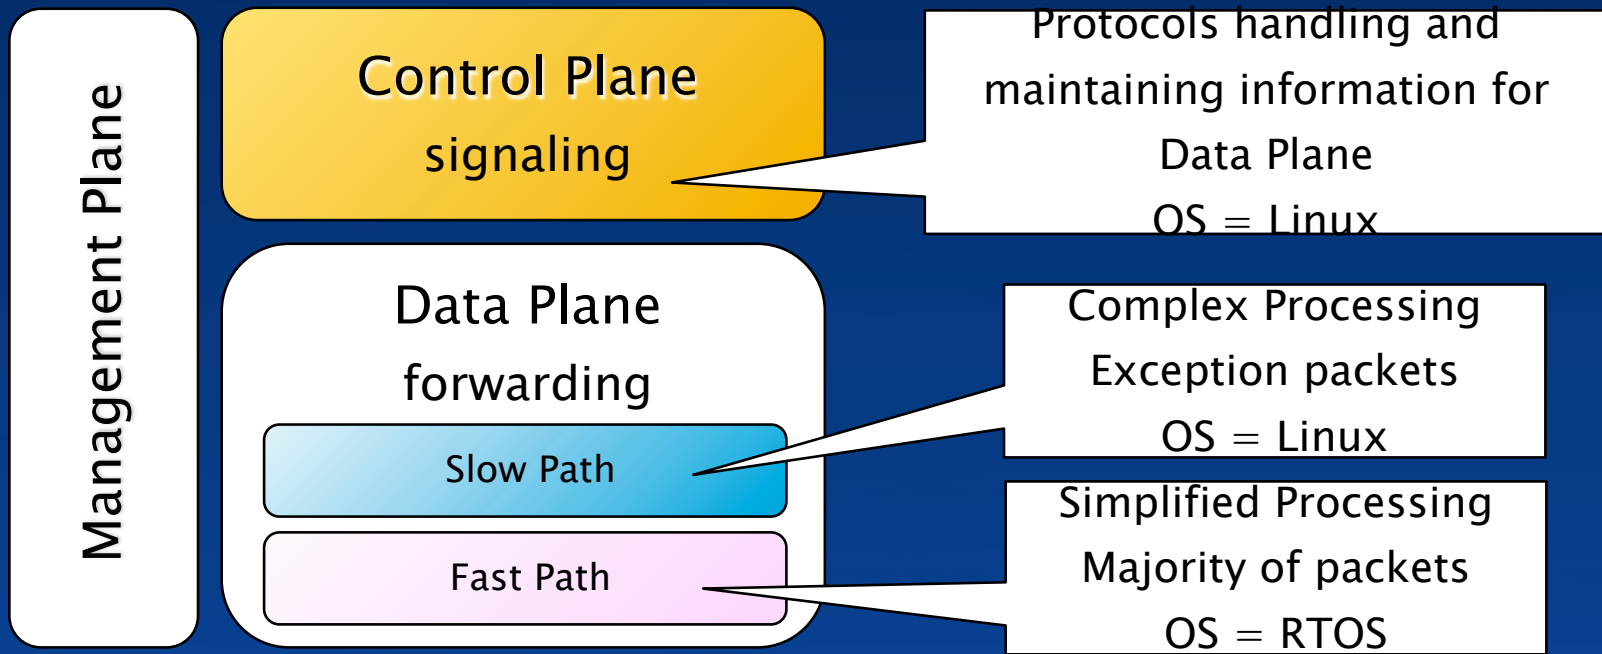 Management Plane
Control Plane
signaling
Protocols handling and
maintaining information for
Data Plane
OS = Linux
Data Plane
forwarding
Slow Path
Fast Path
Complex Processing
Exception packets
OS = Linux
Simplified Processing
Majority of packets
OS = RTOS